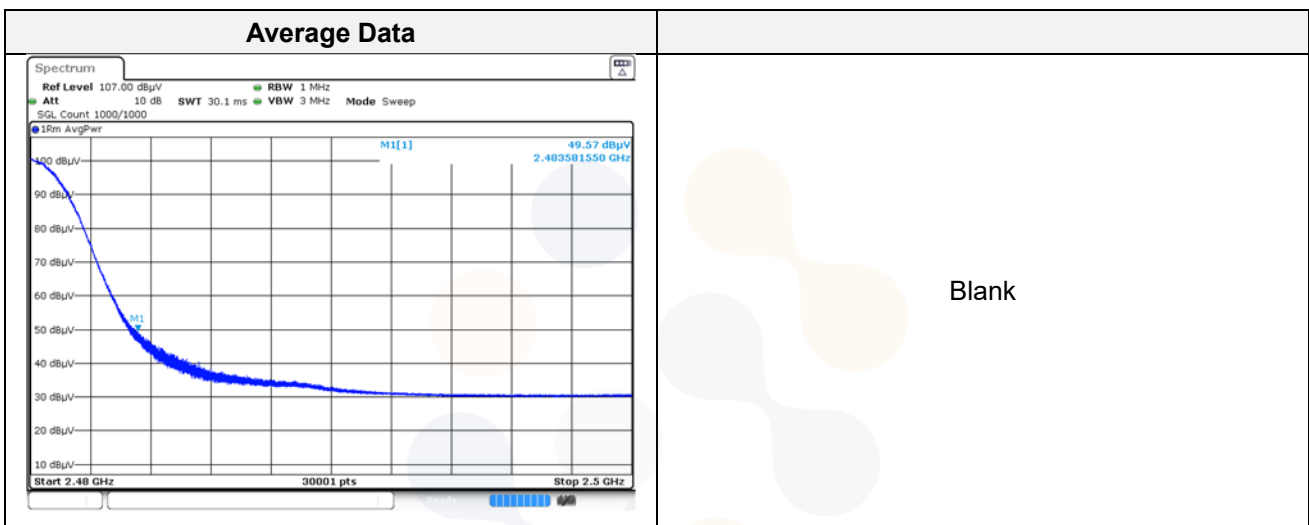 Average Data
Spectrum
Ref Level 107.00 dBµV RBW 1 MHz
Att 10 dB SWT 30.1 ms VBW 3 MHz Mode Sweep
SGL Count 1000/1000
1Rm AvgPwr
M1[1] 49.57 dBµV
2.483581550 GHz
100 dBµV
90 dBµV
80 dBµV
70 dBµV
60 dBµV
M1
50 dBµV
40 dBµV
30 dBµV
20 dBµV
10 dBµV
Start 2.48 GHz 30001 pts Stop 2.5 GHz
Blank